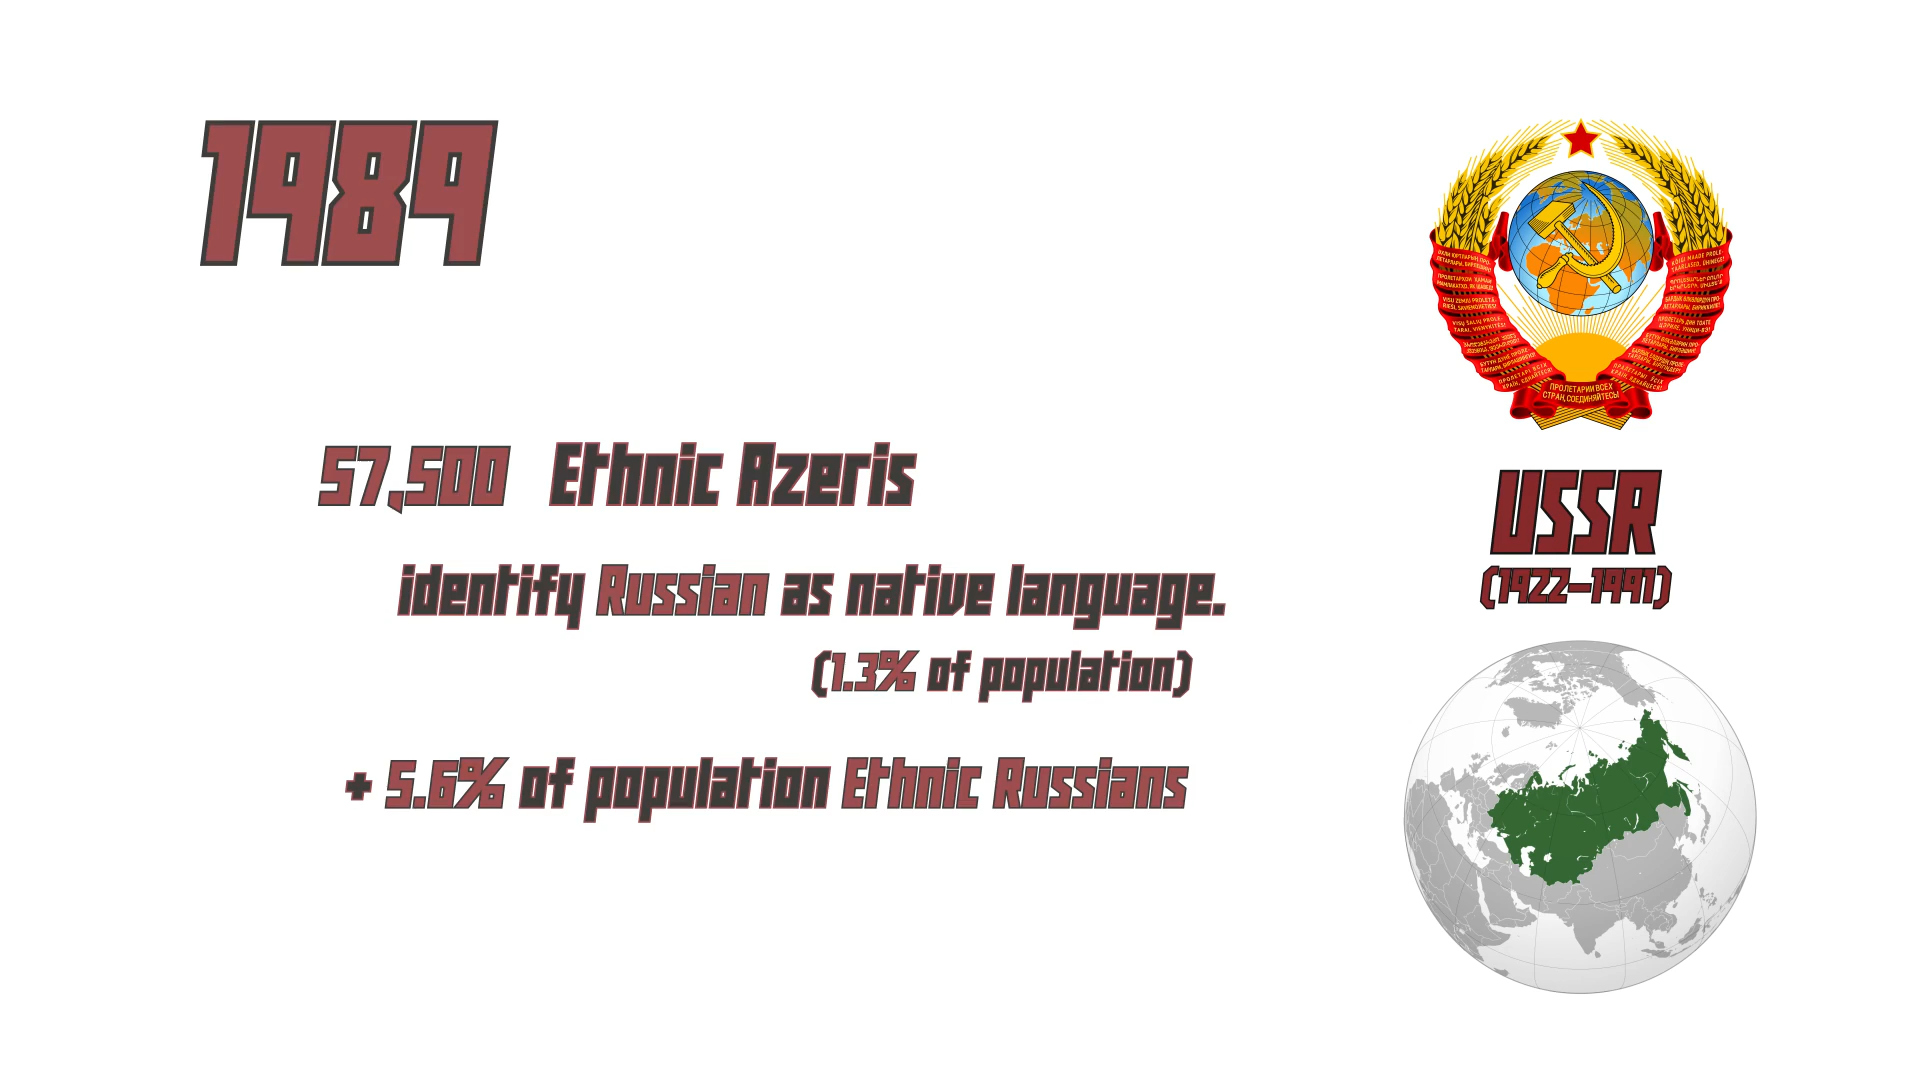 1989
57,500 Ethnic Azeris
identify Russian as native language.
(1.3% of population)
+ 5.6% of population Ethnic Russians
ПРОЛЕТАРИИ ВСЕХ
СТРАН, СОЕДИНЯЙТЕСЬ!
USSR
(1922-1991)